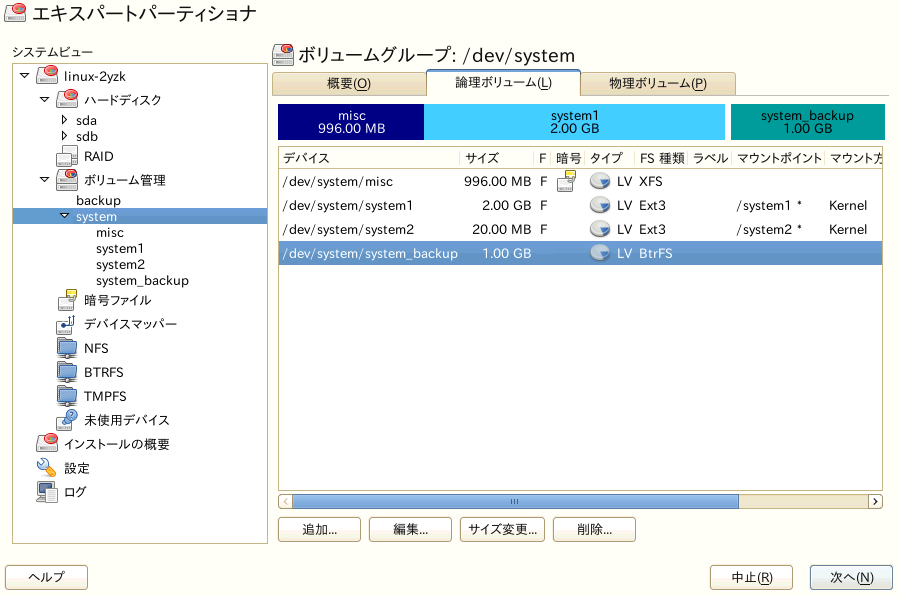 エキスパートパーティショナ
システムビュー
linux-2yzk
ハードディスク
sda
sdb
RAID
ボリューム管理
backup
system
misc
system1
system2
system_backup
暗号ファイル
デバイスマッパー
NFS
BTRFS
TMPFS
未使用デバイス
インストールの概要
設定
ログ
ボリュームグループ: /dev/system
概要(O) 論理ボリューム(L) 物理ボリューム(P)
misc system1 system_backup
996.00 MB 2.00 GB 1.00 GB
デバイス サイズ F 暗号 タイプ FS 種類 ラベル マウントポイント マウント方
/dev/system/misc 996.00 MB F LV XFS
/dev/system/system1 2.00 GB F LV Ext3 /system1 * Kernel
/dev/system/system2 20.00 MB F LV Ext3 /system2 * Kernel
/dev/system/system_backup 1.00 GB LV BtrFS
追加... 編集... サイズ変更... 削除...
ヘルプ 中止(R) 次へ(N)